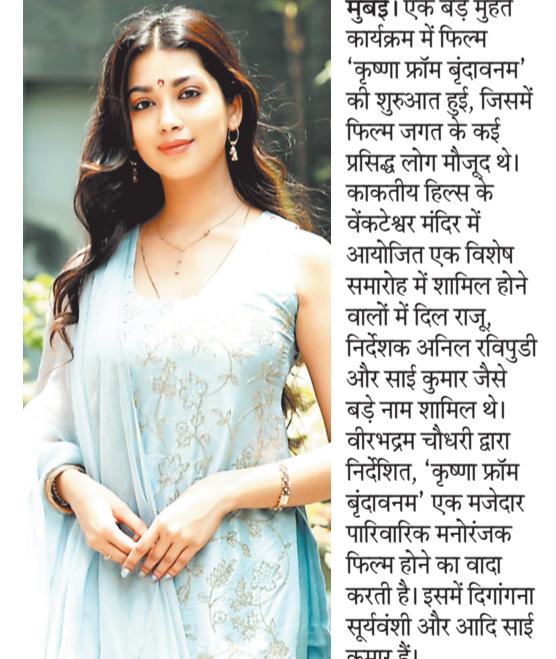 मुंबई। एक बड़े मुहूर्त
कार्यक्रम में फिल्म
‘कृष्णा फ्रॉम बृंदावनम’
की शुरुआत हुई, जिसमें
फिल्म जगत के कई
प्रसिद्ध लोग मौजूद थे।
काकतीय हिल्स के
वेंकटेश्वर मंदिर में
आयोजित एक विशेष
समारोह में शामिल होने
वालों में दिल राजू,
निर्देशक अनिल रविपुडी
और साई कुमार जैसे
बड़े नाम शामिल थे।
वीरभद्रम चौधरी द्वारा
निर्देशित, ‘कृष्णा फ्रॉम
बृंदावनम’ एक मजेदार
पारिवारिक मनोरंजक
फिल्म होने का वादा
करती है। इसमें दिगांगना
सूर्यवंशी और आदि साई
कुमार हैं।